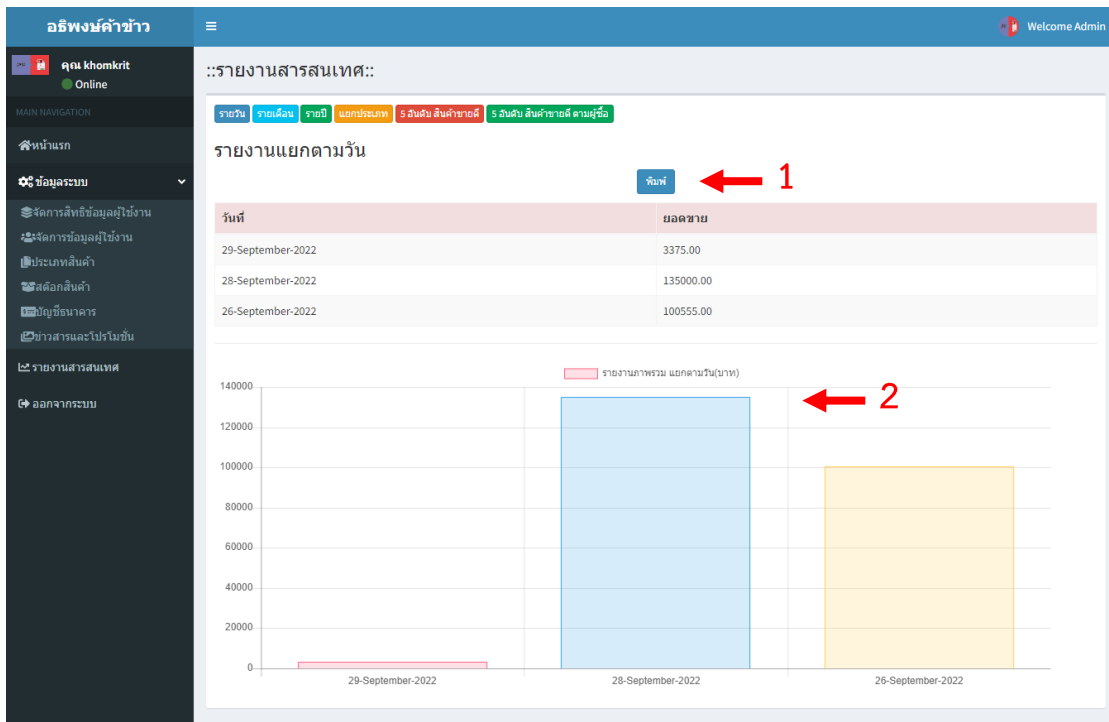 อธิพงษ์ค้าข้าว
Welcome Admin
คุณ khomkrit
Online
MAIN NAVIGATION
หน้าแรก
ข้อมูลระบบ
จัดการสิทธิข้อมูลผู้ใช้งาน
จัดการข้อมูลผู้ใช้งาน
ประเภทสินค้า
สต๊อกสินค้า
บัญชีธนาคาร
ข่าวสารและโปรโมชั่น
รายงานสารสนเทศ
ออกจากระบบ
::รายงานสารสนเทศ::
รายวัน รายเดือน รายปี แยกประเภท 5 อันดับ สินค้าขายดี 5 อันดับ สินค้าขายดี ตามผู้ซื้อ
รายงานแยกตามวัน
พิมพ์ 1
วันที่ ยอดขาย
29-September-2022 3375.00
28-September-2022 135000.00
26-September-2022 100555.00
รายงานภาพรวม แยกตามวัน(บาท)
2
140000
120000
100000
80000
60000
40000
20000
0
29-September-2022 28-September-2022 26-September-2022